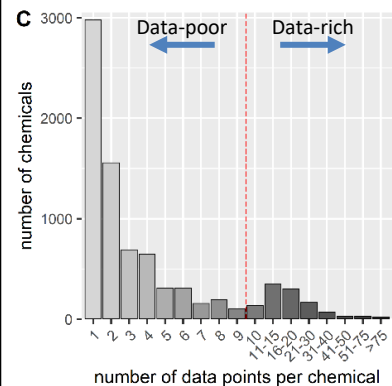 C
Data-poor
Data-rich
3000
2000
1000
0
number of chemicals
1 2 3 4 5 6 7 8 9 10 11-15 16-20 21-30 31-40 41-50 51-75 >75
number of data points per chemical